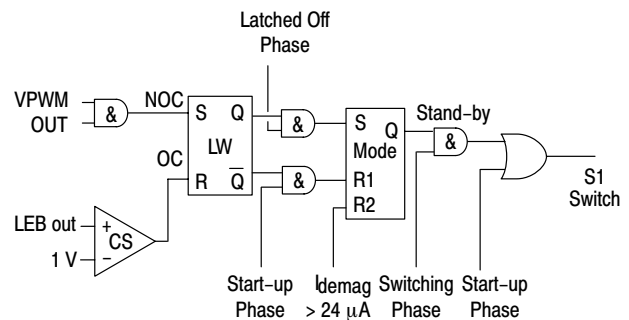 Latched Off
Phase
VPWM
OUT
&
NOC
S
Q
LW
OC
R
Q
&
&
S
Q
Mode
R1
R2
Stand−by
&
S1
Switch
LEB out
+
CS
1 V
−
Start−up
Phase
Idemag
> 24 μA
Switching
Phase
Start−up
Phase